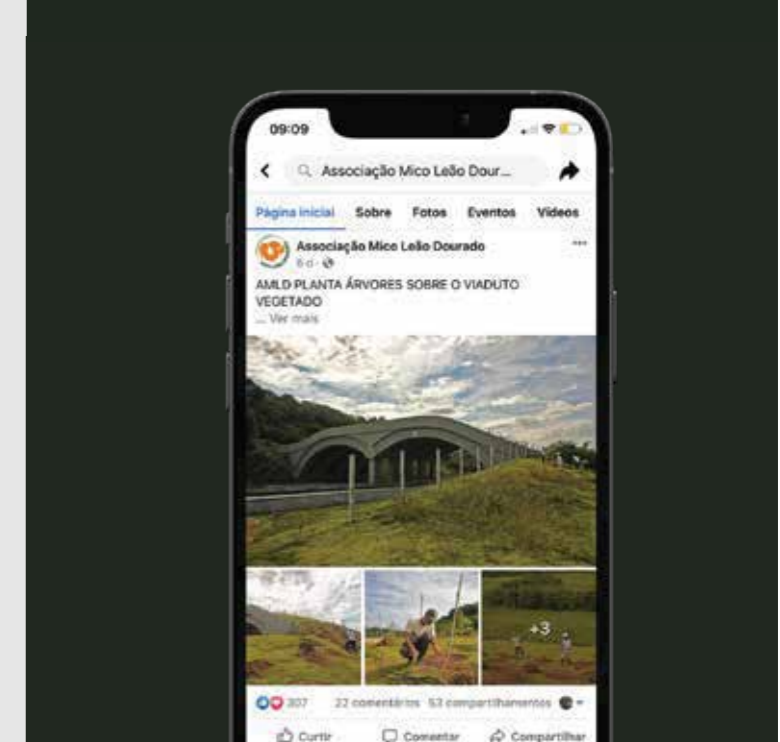 09:09
Associação Mico Leão Dour...
Página inicial Sobre Fotos Eventos Vídeos
Associação Mico Leão Dourado
6 d
AMLD PLANTA ÁRVORES SOBRE O VIADUTO
VEGETADO
... Ver mais
+3
307 22 comentários 53 compartilhamentos
Curtir Comentar Compartilhar